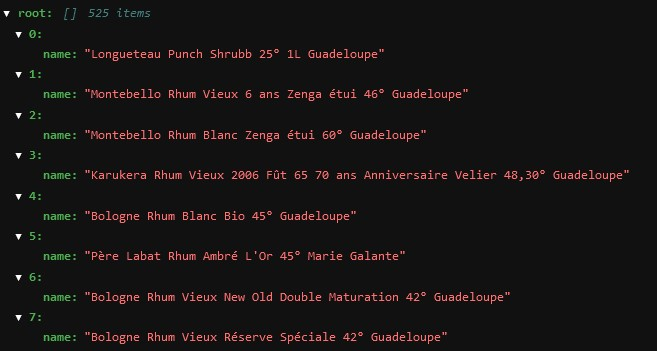 ▼ root: [] 525 items
▼ 0:
name: "Longueteau Punch Shrubb 25° 1L Guadeloupe"
▼ 1:
name: "Montebello Rhum Vieux 6 ans Zenga étui 46° Guadeloupe"
▼ 2:
name: "Montebello Rhum Blanc Zenga étui 60° Guadeloupe"
▼ 3:
name: "Karukera Rhum Vieux 2006 Fût 65 70 ans Anniversaire Velier 48,30° Guadeloupe"
▼ 4:
name: "Bologne Rhum Blanc Bio 45° Guadeloupe"
▼ 5:
name: "Père Labat Rhum Ambré L'Or 45° Marie Galante"
▼ 6:
name: "Bologne Rhum Vieux New Old Double Maturation 42° Guadeloupe"
▼ 7:
name: "Bologne Rhum Vieux Réserve Spéciale 42° Guadeloupe"